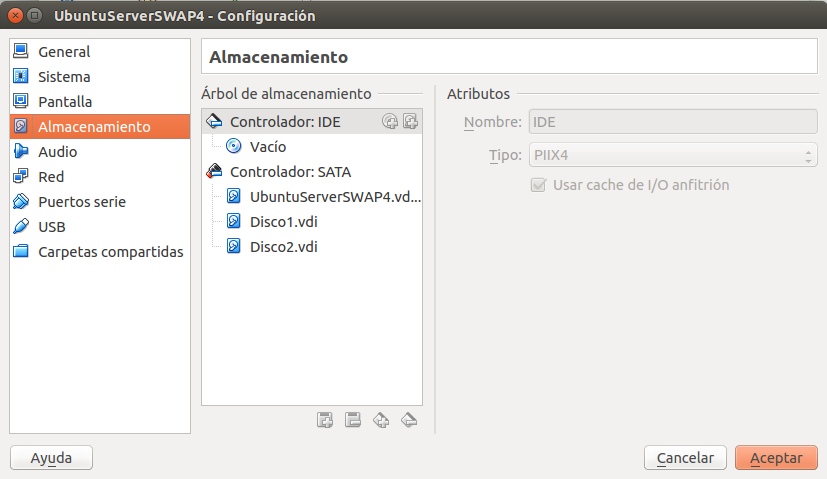 UbuntuServerSWAP4 - Configuración
General
Sistema
Pantalla
Almacenamiento
Audio
Red
Puertos serie
USB
Carpetas compartidas
Almacenamiento
Árbol de almacenamiento
Controlador: IDE
Vacío
Controlador: SATA
UbuntuServerSWAP4.vd...
Disco1.vdi
Disco2.vdi
Atributos
Nombre: IDE
Tipo: PIIX4
Usar cache de I/O anfitrión
Ayuda
Cancelar
Aceptar